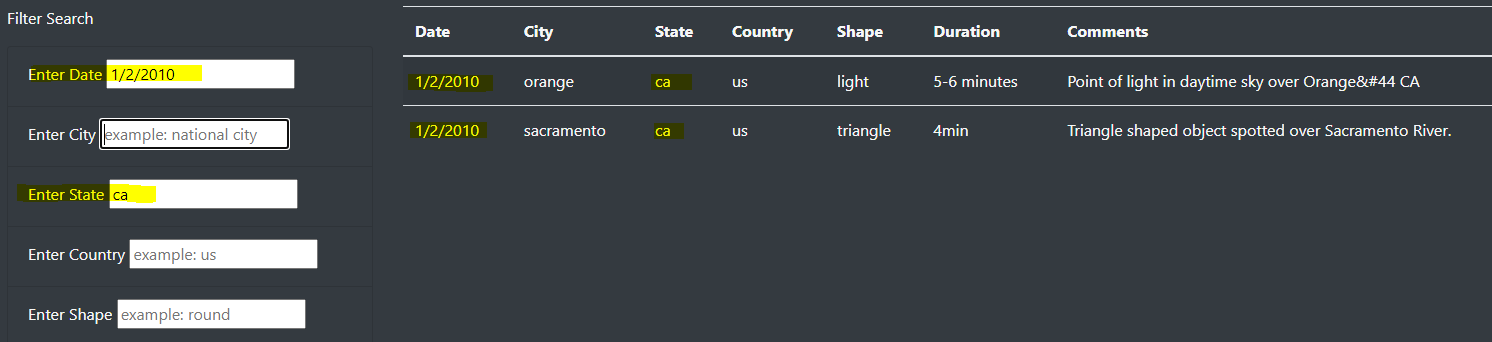 Filter Search
Enter Date 1/2/2010
Enter City example: national city
Enter State ca
Enter Country example: us
Enter Shape example: round
Date City State Country Shape Duration Comments
1/2/2010 orange ca us light 5-6 minutes Point of light in daytime sky over Orange&#44 CA
1/2/2010 sacramento ca us triangle 4min Triangle shaped object spotted over Sacramento River.